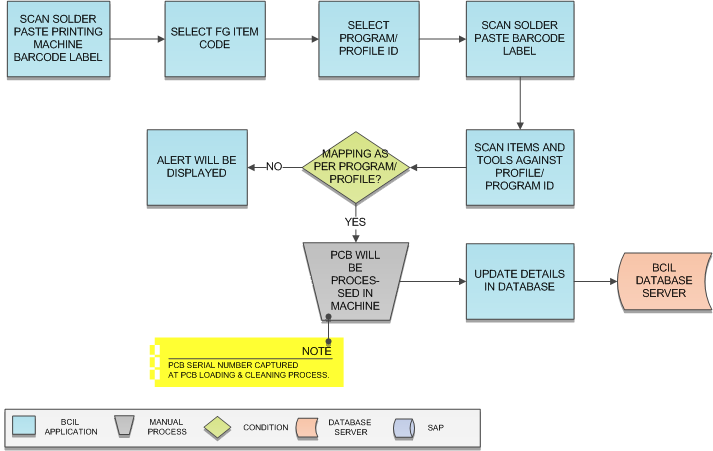 SCAN SOLDER
PASTE PRINTING
MACHINE
BARCODE LABEL
SELECT FG ITEM
CODE
SELECT
PROGRAM/
PROFILE ID
SCAN SOLDER
PASTE BARCODE
LABEL
ALERT WILL BE
DISPLAYED
NO
MAPPING AS
PER PROGRAM/
PROFILE?
SCAN ITEMS AND
TOOLS AGAINST
PROFILE/
PROGRAM ID
YES
PCB WILL
BE
PROCES-
SED IN
MACHINE
UPDATE DETAILS
IN DATABASE
BCIL
DATABASE
SERVER
NOTE
PCB SERIAL NUMBER CAPTURED
AT PCB LOADING & CLEANING PROCESS.
BCIL
APPLICATION
MANUAL
PROCESS
CONDITION
DATABASE
SERVER
SAP